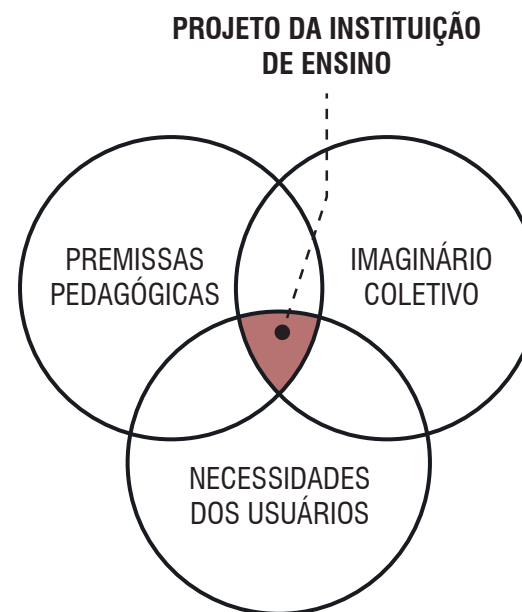 PROJETO DA INSTITUIÇÃO
DE ENSINO
PREMISSAS
PEDAGÓGICAS
IMAGINÁRIO
COLETIVO
NECESSIDADES
DOS USUÁRIOS